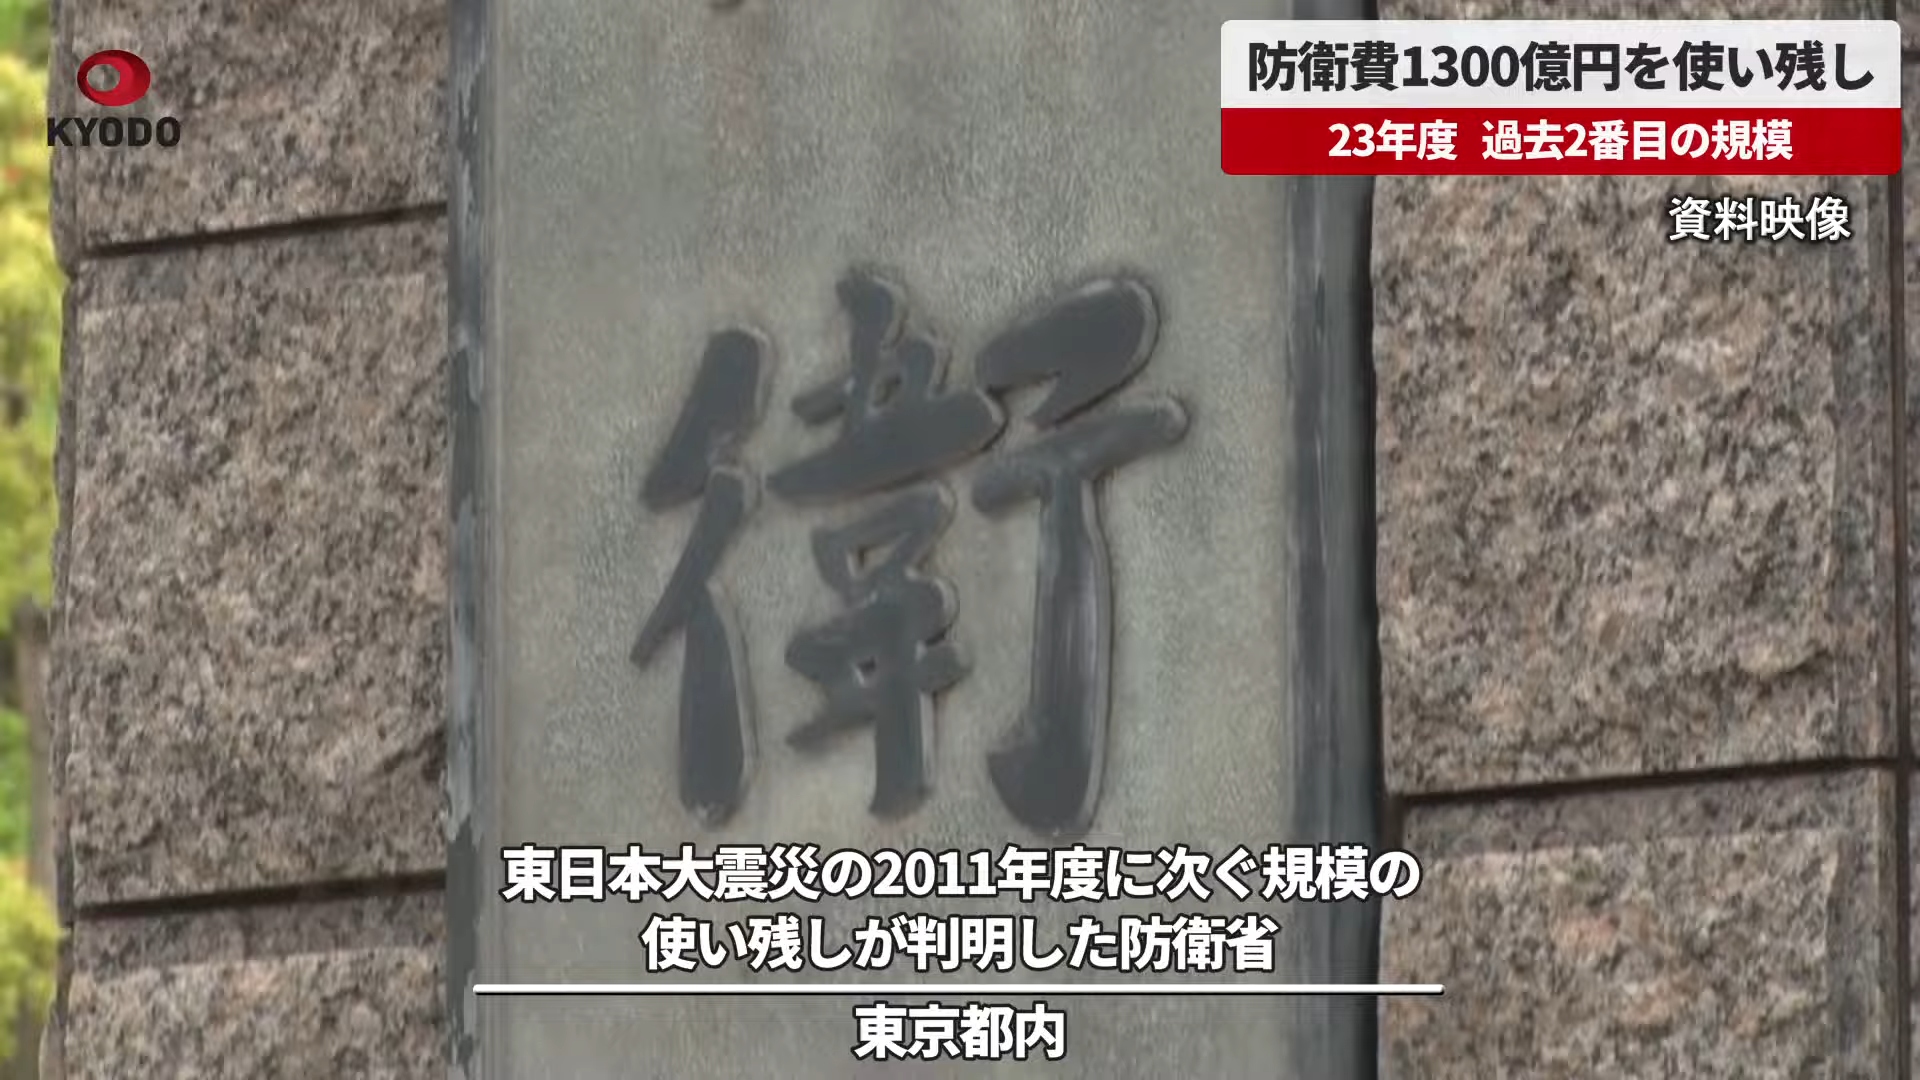 KYODO
防衛費1300億円を使い残し
23年度 過去2番目の規模
資料映像
衛
東日本大震災の2011年度に次ぐ規模の
使い残しが判明した防衛省
東京都内